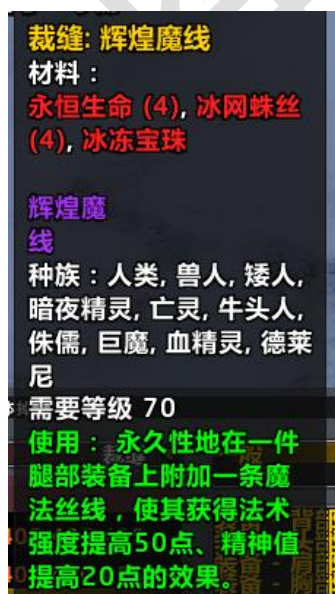 裁缝: 辉煌魔线
材料：
永恒生命 (4), 冰网蛛丝
(4), 冰冻宝珠
辉煌魔
线
种族：人类, 兽人, 矮人,
暗夜精灵, 亡灵, 牛头人,
侏儒, 巨魔, 血精灵, 德莱
尼
需要等级 70
使用： 永久性地在一件
腿部装备上附加一条魔
法丝线，使其获得法术
强度提高50点、精神值
提高20点的效果。